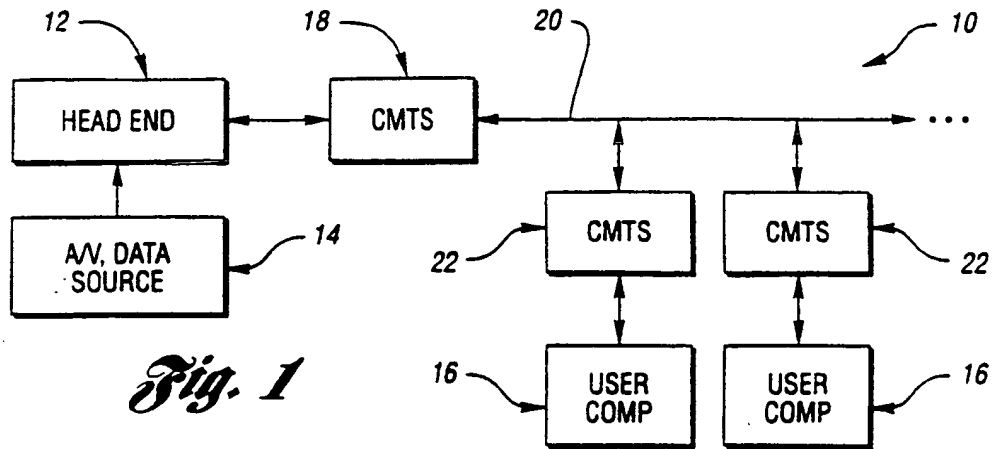 12
18
20
10
HEAD END
CMTS
...
A/V, DATA
SOURCE
14
22
CMTS
CMTS
22
Fig. 1
16
USER
COMP
USER
COMP
16